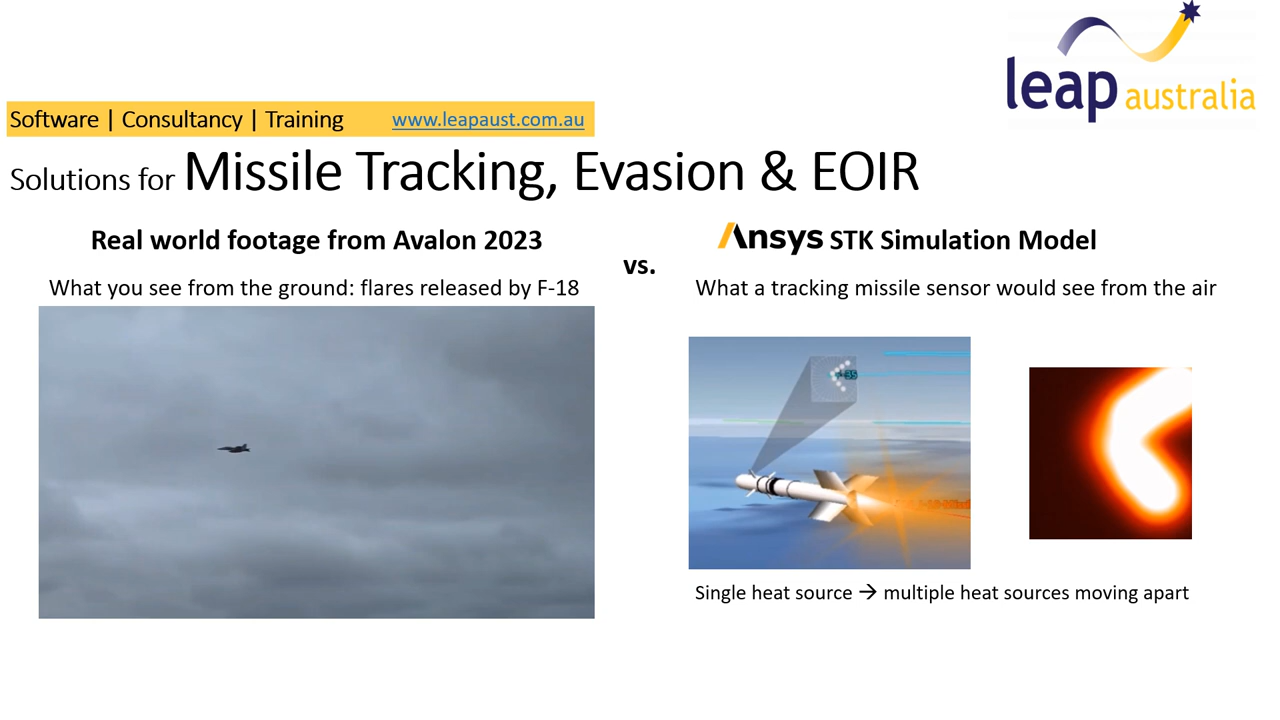 leap australia
Software | Consultancy | Training www.leapaust.com.au
Solutions for Missile Tracking, Evasion & EOIR
Real world footage from Avalon 2023
vs.
Ansys STK Simulation Model
What you see from the ground: flares released by F-18
What a tracking missile sensor would see from the air
Single heat source → multiple heat sources moving apart